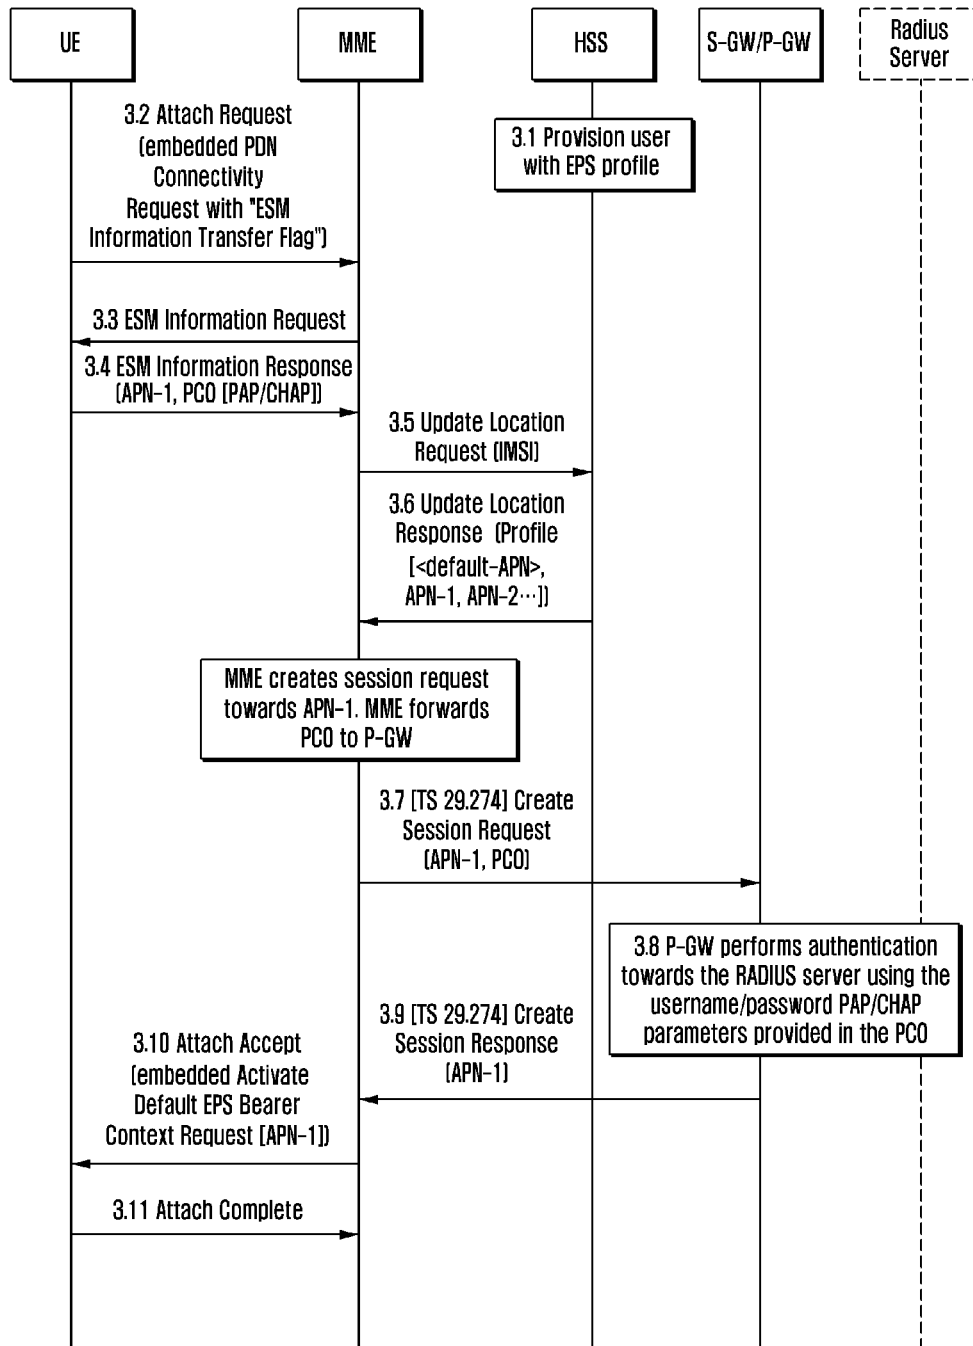 UE
MME
HSS
S-GW/P-GW
Radius
Server
3.1 Provision user
with EPS profile
3.2 Attach Request
(embedded PDN
Connectivity
Request with "ESM
Information Transfer Flag")
3.3 ESM Information Request
3.4 ESM Information Response
(APN-1, PCO [PAP/CHAP])
3.5 Update Location
Request (IMSI)
3.6 Update Location
Response (Profile
[<default-APN>,
APN-1, APN-2···])
MME creates session request
towards APN-1. MME forwards
PCO to P-GW
3.7 [TS 29.274] Create
Session Request
(APN-1, PCO)
3.8 P-GW performs authentication
towards the RADIUS server using the
username/password PAP/CHAP
parameters provided in the PCO
3.9 [TS 29.274] Create
Session Response
(APN-1)
3.10 Attach Accept
(embedded Activate
Default EPS Bearer
Context Request [APN-1])
3.11 Attach Complete